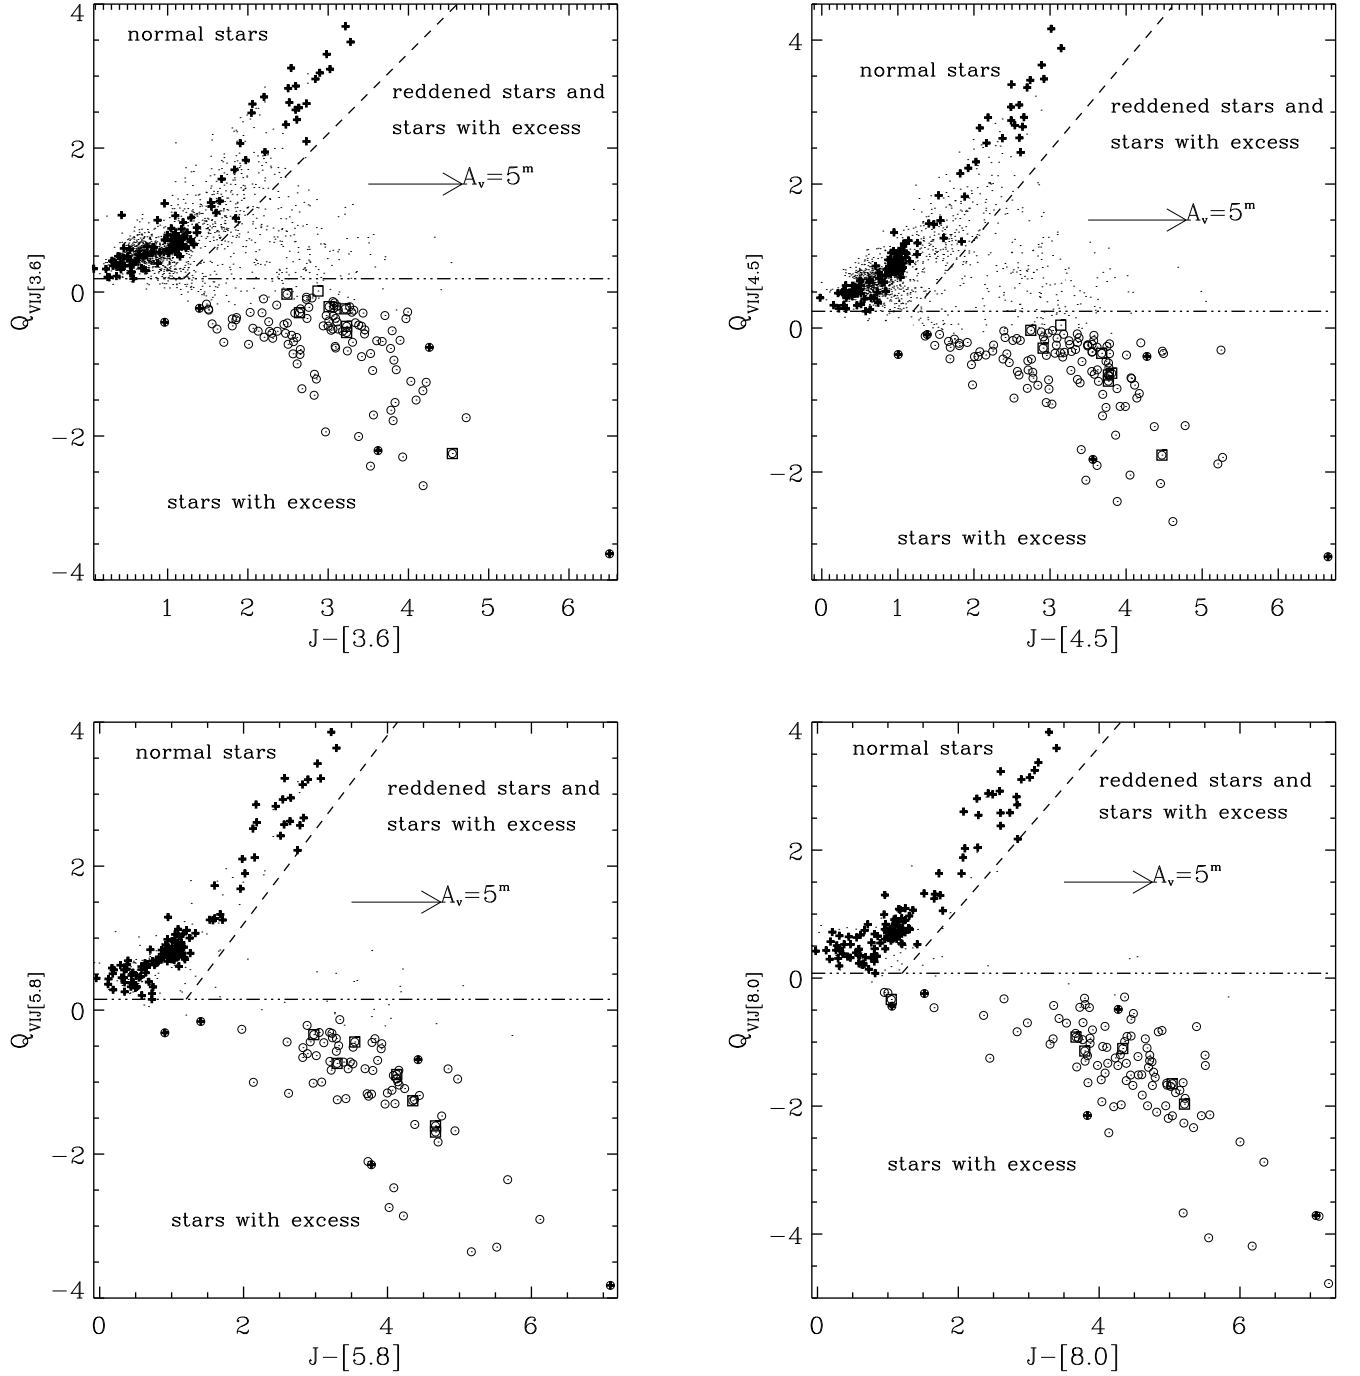 4
normal stars
reddened stars and
stars with excess
2
Av=5m
0
QVIJ[3.6]
−2
stars with excess
−4
1 2 3 4 5 6
J−[3.6]
4
normal stars
reddened stars and
stars with excess
2
Av=5m
0
QVIJ[4.5]
−2
stars with excess
0 1 2 3 4 5 6
J−[4.5]
4
normal stars
reddened stars and
stars with excess
2
Av=5m
0
QVIJ[5.8]
−2
stars with excess
−4
0 2 4 6
J−[5.8]
4
normal stars
reddened stars and
stars with excess
2
Av=5m
0
QVIJ[8.0]
−2
stars with excess
−4
0 2 4 6
J−[8.0]